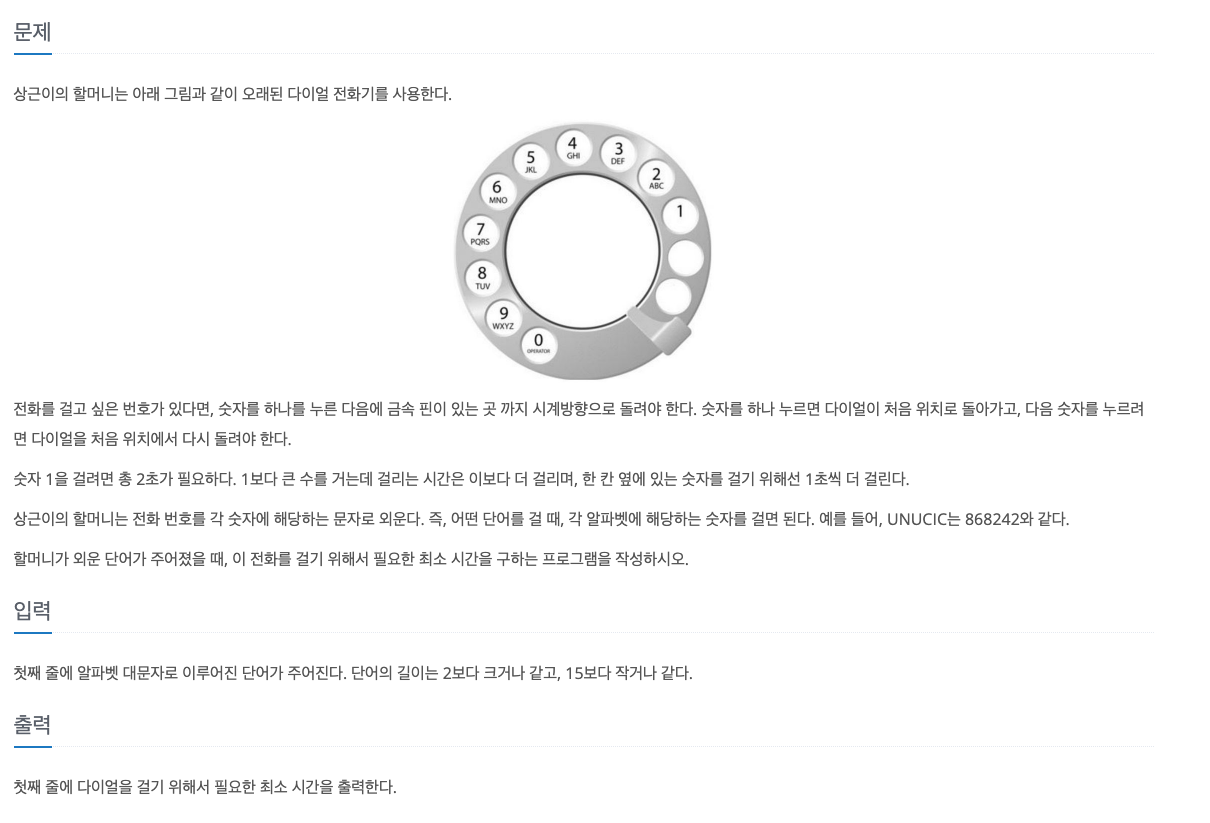 문제
상근이의 할머니는 아래 그림과 같이 오래된 다이얼 전화기를 사용한다.
4
GHI
3
DEF
5
JKL
2
ABC
6
MNO
1
7
PQRS
8
TUV
9
WXYZ
0
OPERATOR
전화를 걸고 싶은 번호가 있다면, 숫자를 하나를 누른 다음에 금속 핀이 있는 곳 까지 시계방향으로 돌려야 한다. 숫자를 하나 누르면 다이얼이 처음 위치로 돌아가고, 다음 숫자를 누르려
면 다이얼을 처음 위치에서 다시 돌려야 한다.
숫자 1을 걸려면 총 2초가 필요하다. 1보다 큰 수를 거는데 걸리는 시간은 이보다 더 걸리며, 한 칸 옆에 있는 숫자를 걸기 위해선 1초씩 더 걸린다.
상근이의 할머니는 전화 번호를 각 숫자에 해당하는 문자로 외운다. 즉, 어떤 단어를 걸 때, 각 알파벳에 해당하는 숫자를 걸면 된다. 예를 들어, UNUCIC는 868242와 같다.
할머니가 외운 단어가 주어졌을 때, 이 전화를 걸기 위해서 필요한 최소 시간을 구하는 프로그램을 작성하시오.
입력
첫째 줄에 알파벳 대문자로 이루어진 단어가 주어진다. 단어의 길이는 2보다 크거나 같고, 15보다 작거나 같다.
출력
첫째 줄에 다이얼을 걸기 위해서 필요한 최소 시간을 출력한다.